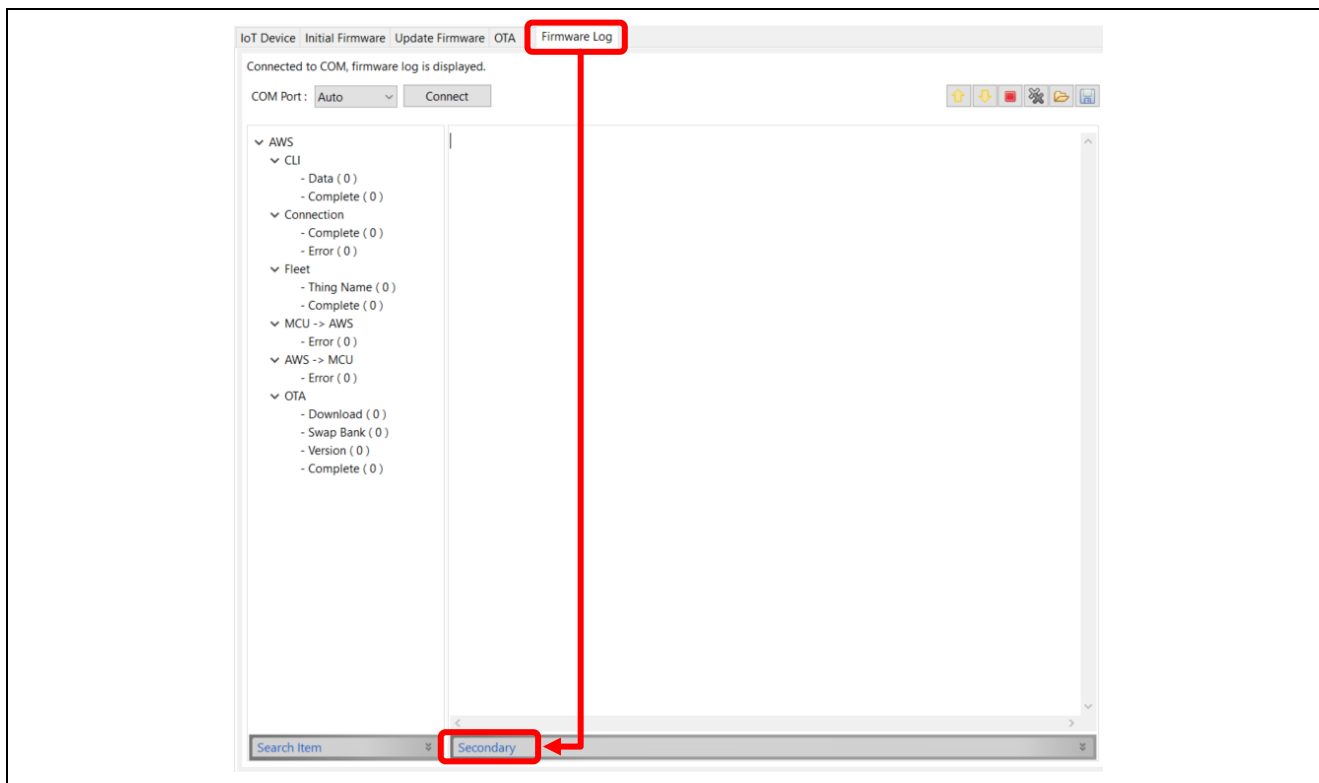 IoT Device Initial Firmware Update Firmware OTA Firmware Log
Connected to COM, firmware log is displayed.
COM Port : Auto Connect
AWS
CLI
- Data ( 0 )
- Complete ( 0 )
Connection
- Complete ( 0 )
- Error ( 0 )
Fleet
- Thing Name ( 0 )
- Complete ( 0 )
MCU -> AWS
- Error ( 0 )
AWS -> MCU
- Error ( 0 )
OTA
- Download ( 0 )
- Swap Bank ( 0 )
- Version ( 0 )
- Complete ( 0 )
Search Item Secondary